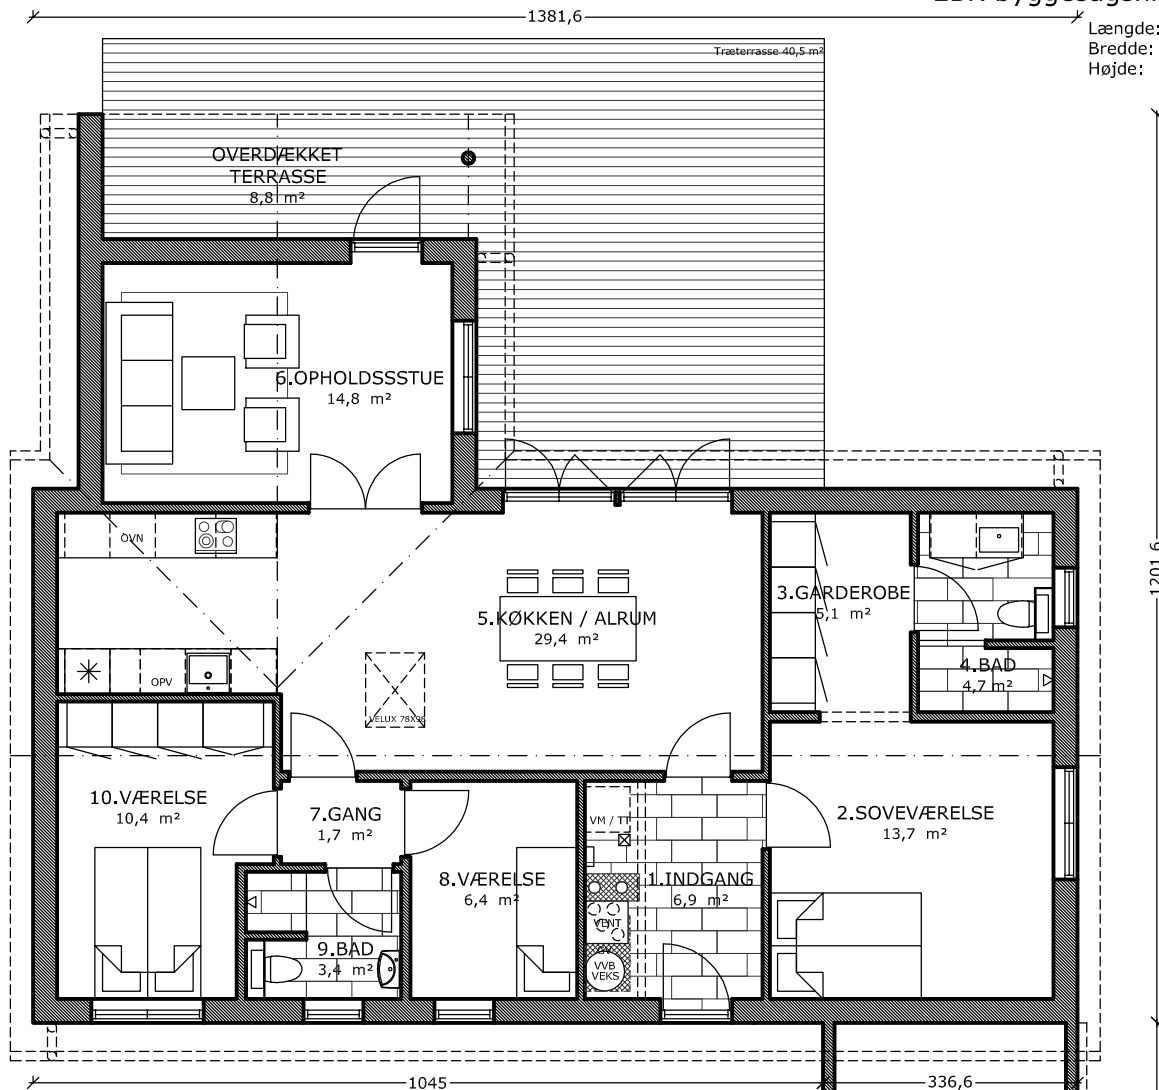 1381,6
Længde:
Bredde:
Højde:
Træterrasse 40,5 m²
OVERDÆKKET
TERRASSE
8,8 m²
6.OPHOLDSSSTUE
14,8 m²
OVN
1201,6
3.GARDEROBE
5,1 m²
5.KØKKEN / ALRUM
29,4 m²
4.BAD
4,7 m²
OPV
VELUX 78X98
10.VÆRELSE
10,4 m²
7.GANG
1,7 m²
VM / TT
2.SOVEVÆRELSE
13,7 m²
8.VÆRELSE
6,4 m²
1.INDGANG
6,9 m²
VENT
9.BAD
3,4 m²
GV
VVB
VEKS
1045
336,6